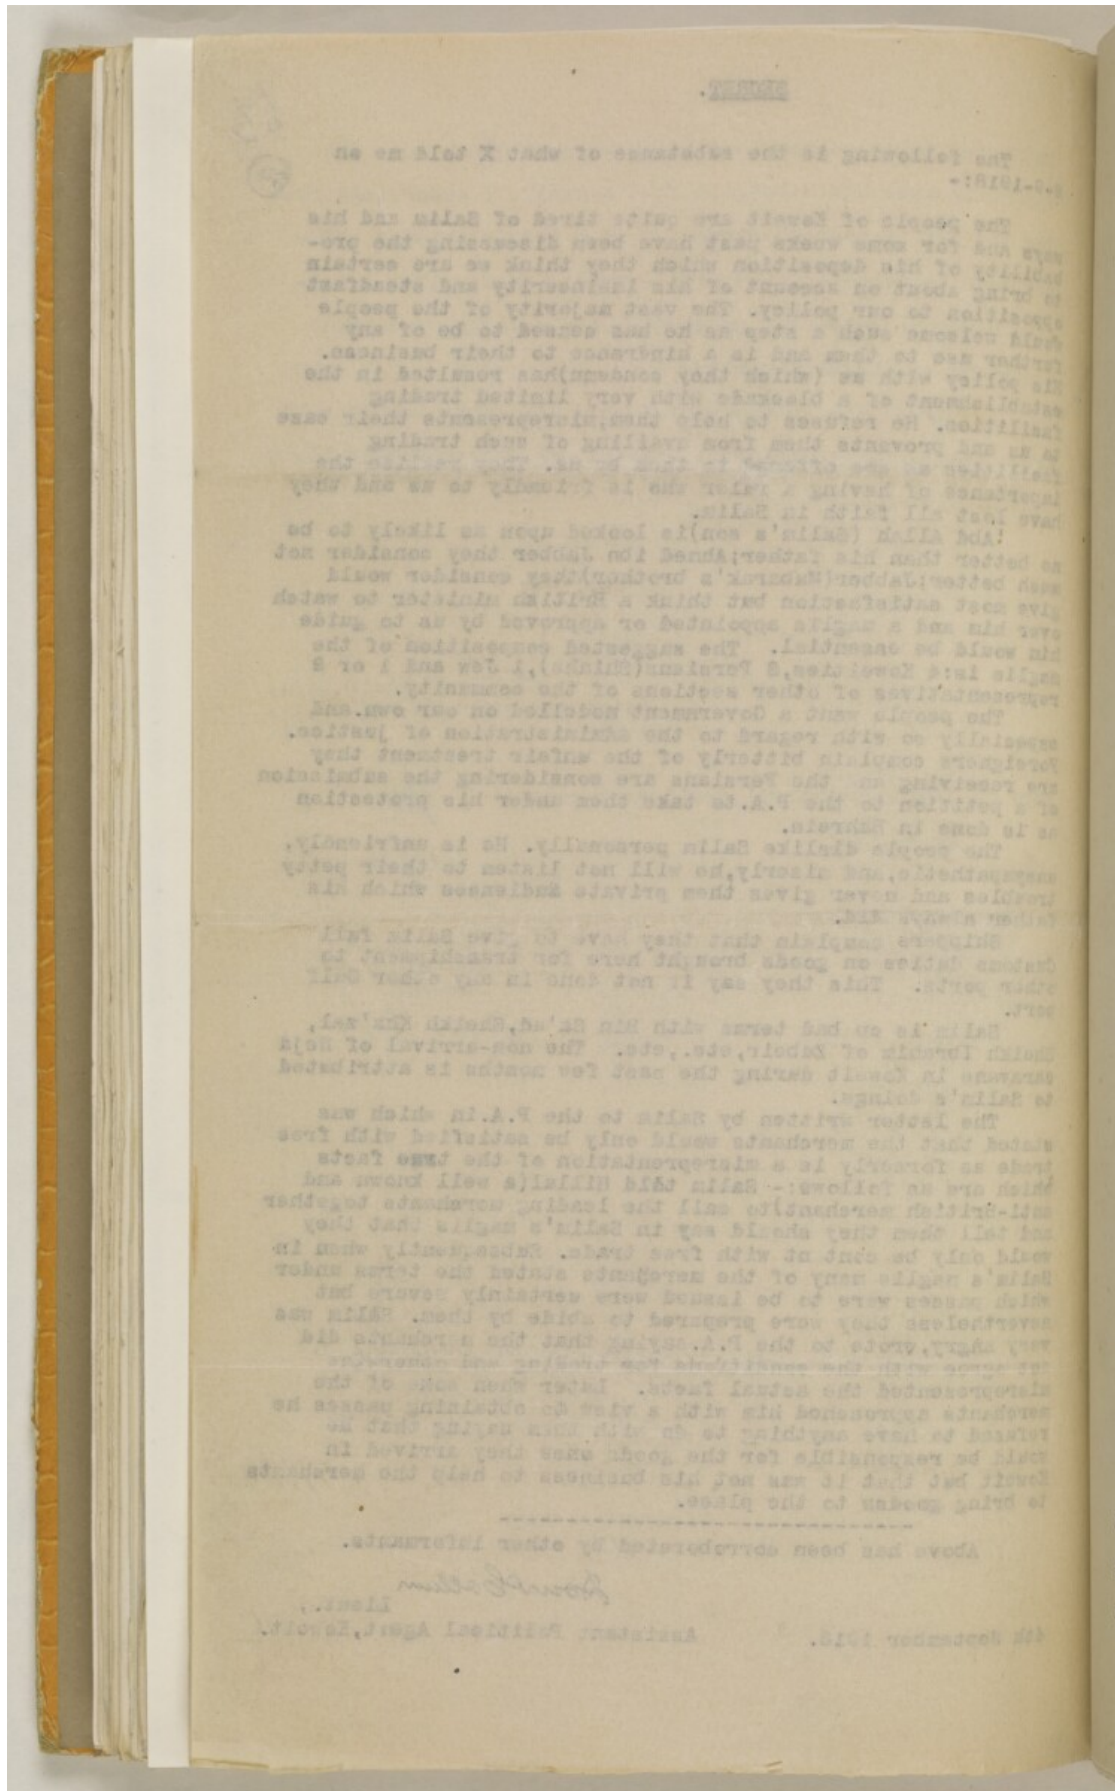 SECRET.
The following is the substance of what X told me on
-9-1918:-
The people of Koweit are quite tired of Salim and his
ways and for some weeks past have been discussing the pro-
bability of his deposition which they think we are certain
to bring about on account of his insincerity and steadfast
opposition to our policy. The vast majority of the people
would welcome such a step as he has ceased to be of any
further use to them and is a hindrance to their business.
His policy with us (which they condemn)has resulted in the
establishment of a blockade with very limited trading
facilities. He refuses to help them,misrepresents their case
to us and prevents them from availing of such trading
facilities as are offered to them by us. They realise the
importance of having a ruler who is friendly to us and they
have lost all faith in Salim.
'Abd Allah (Salim's son)is looked upon as likely to be
no better than his father;Ahmed ibn Jabber they consider not
much better;Jabber(Mubarak's brother)they consider would
give most satisfaction but think a British minister to watch
over him and a maglis appointed or approved by us to guide
him would be essential. The suggested composition of the
maglis is:4 Koweities,2 Persians(Shiahs),1 Jew and 1 or 2
representatives of other sections of the community.
The people want a Government modelled on our own.and
especially so with regard to the administration of justice.
Foreigners complain bitterly of the unfair treatment they
are receiving and the Persians are considering the submission
of a petition to the P.A.to take them under his protection
as is done in Bahrein.
The people dislike Salim personally. He is unfriendly,
unsympathetic,and miserly,he will not listen to their petty
troubles and never gives them private audiences which his
father always did.
Shippers complain that they have to give Salim full
Customs duties on goods brought here for transhipment to
other ports. This they say if not done in any other Gulf
port.
Salim is on bad terms with Bin Sa'ud,Sheikh Khaz'zal,
Sheikh Ibrahim of Zobeir,etc.,etc. The non-arrival of Nejd
caravans in Koweit during the past few months is attributed
to Salim's doings.
The letter written by Salim to the P.A.in which was
stated that the merchants would only be satisfied with free
trade as formerly is a misreprentation of the true facts
which are as follows:- Salim told Hillal(a well known and
anti-British merchant)to call the leading merchants together
and tell them they should say in Salim's maglis that they
would only be cont nt with free trade. Subsequently when in
Salim's maglis many of the merchants stated the terms under
which passes were to be issued were certainly severe but
nevertheless they were prepared to abide by them. Salim was
very angry,wrote to the P.A.saying that the merchants did
not agree with the conditions for trading and otherwise
misrepresented the actual facts. Later when some of the
merchants approached him with a view to obtaining passes he
refused to have anything to do with them saying that he
would be responsible for the goods once they arrived in
Koweit but that it was not his business to help the merchants
to bring goods to the place.
Above has been corroborated by other informants.
Lieut.,
4th September 1918. Assistant Political Agent,Koweit.